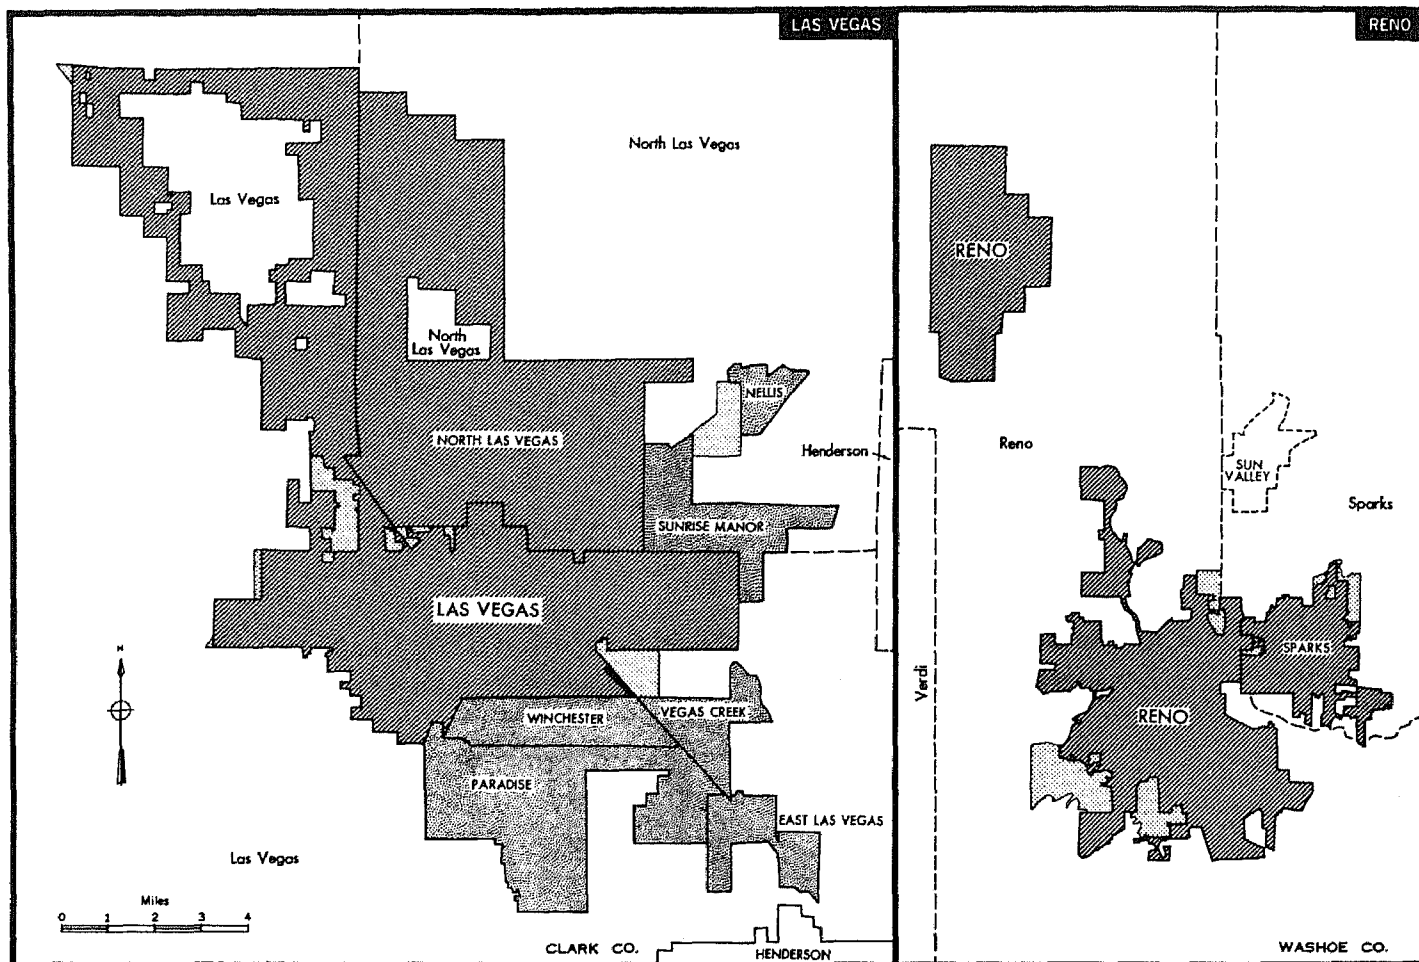 LAS VEGAS
RENO
North Las Vegas
Las Vegas
RENO
North
Las Vegas
NELLIS
NORTH LAS VEGAS
Henderson
Reno
SUN
VALLEY
Sparks
SUNRISE MANOR
LAS VEGAS
N
SPARKS
Verdi
WINCHESTER
VEGAS CREEK
RENO
PARADISE
EAST LAS VEGAS
Las Vegas
Miles
0 1 2 3 4
CLARK CO.
HENDERSON
WASHOE CO.